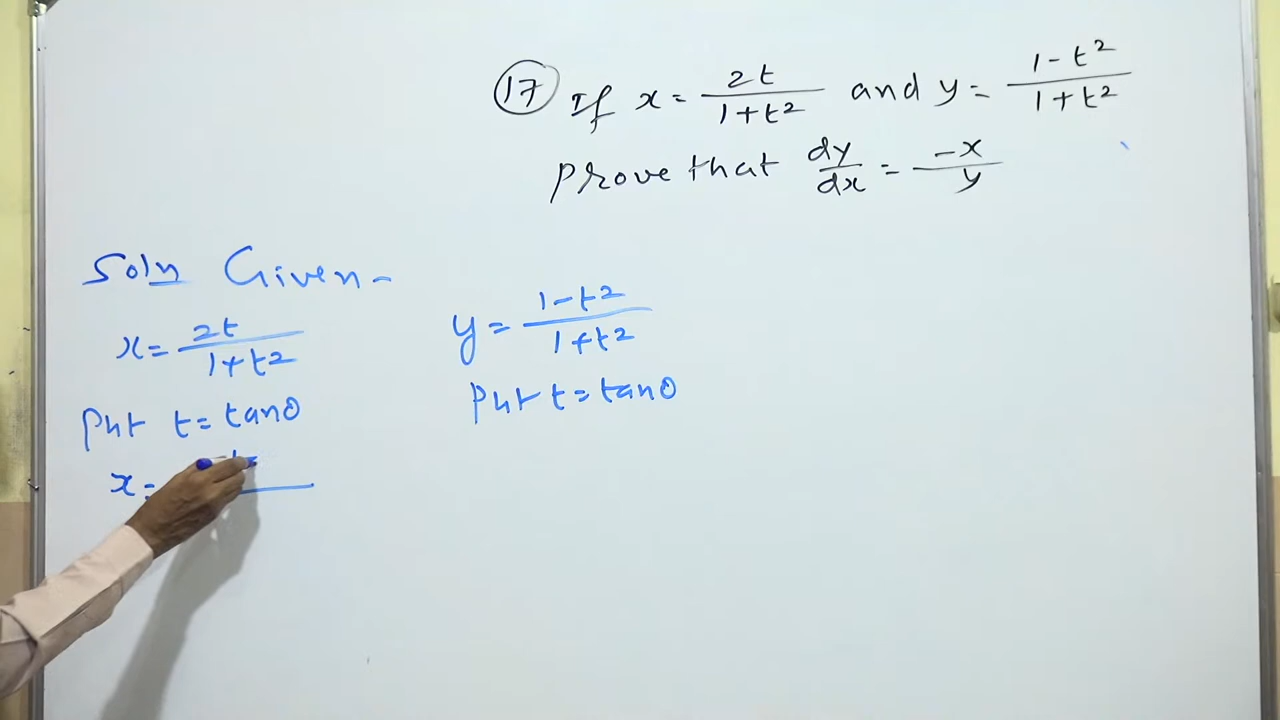 (17) If x = 2t / 1+t² and y = 1-t² / 1+t²
Prove that dy/dx = -x/y
Soln Given -
x = 2t / 1+t²
y = 1-t² / 1+t²
Put t = tanθ
Put t = tanθ
x =